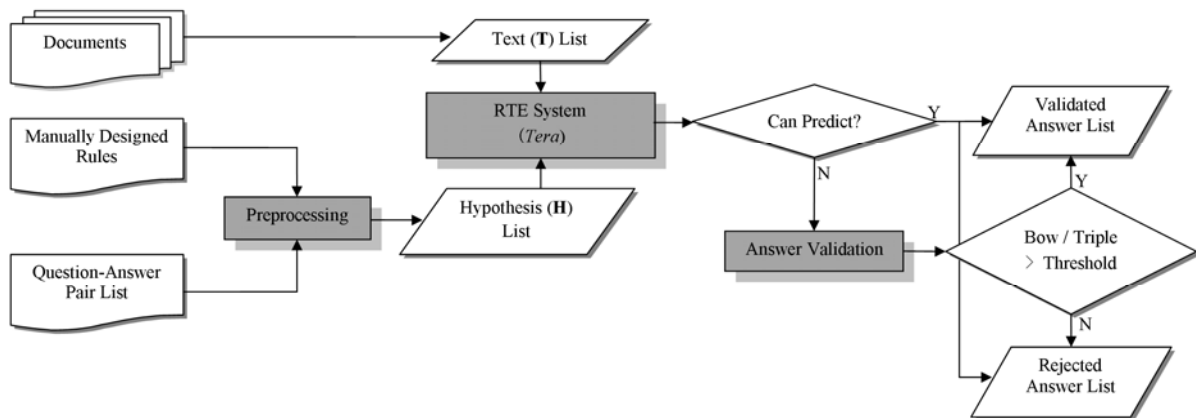 Documents
Text (T) List
Manually Designed
Rules
RTE System
(Tera)
Can Predict?
Y
Validated
Answer List
Preprocessing
Hypothesis (H)
List
N
Y
Answer Validation
Bow / Triple
> Threshold
Question-Answer
Pair List
N
Rejected
Answer List